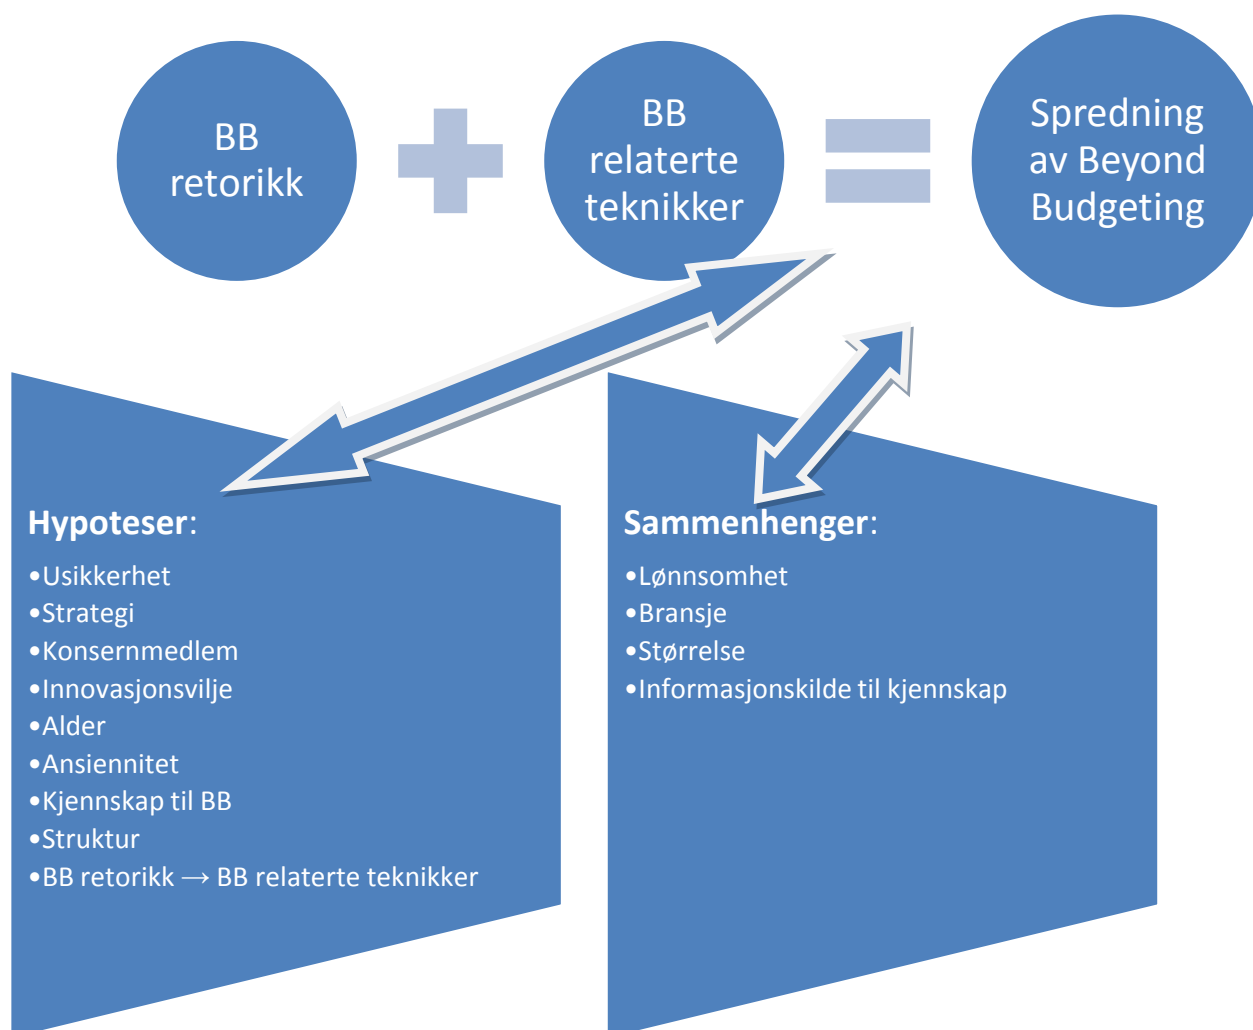 BB
retorikk
BB
relaterte
teknikker
Spredning
av Beyond
Budgeting
Hypoteser:
•Usikkerhet
•Strategi
•Konsernmedlem
•Innovasjonsvilje
•Alder
•Ansiennitet
•Kjennskap til BB
•Struktur
•BB retorikk → BB relaterte teknikker
Sammenhenger:
•Lønnsomhet
•Bransje
•Størrelse
•Informasjonskilde til kjennskap